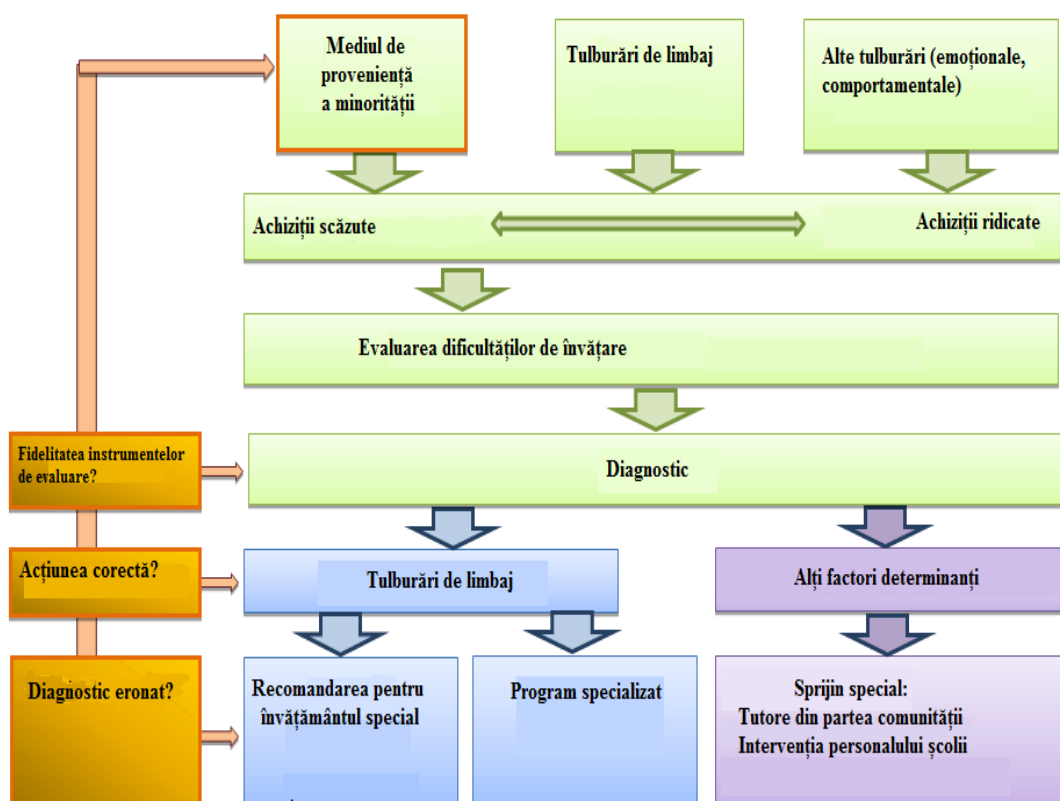 Mediul de
proveniență
a minorității
Tulburări de limbaj
Alte tulburări (emoționale,
comportamentale)
Achiziții scăzute
Achiziții ridicate
Evaluarea dificultăților de învățare
Fidelitatea instrumentelor
de evaluare?
Diagnostic
Acțiunea corectă?
Tulburări de limbaj
Alți factori determinanți
Diagnostic eronat?
Recomandarea pentru
învățământul special
Program specializat
Sprijin special:
Tutore din partea comunității
Intervenția personalului școlii